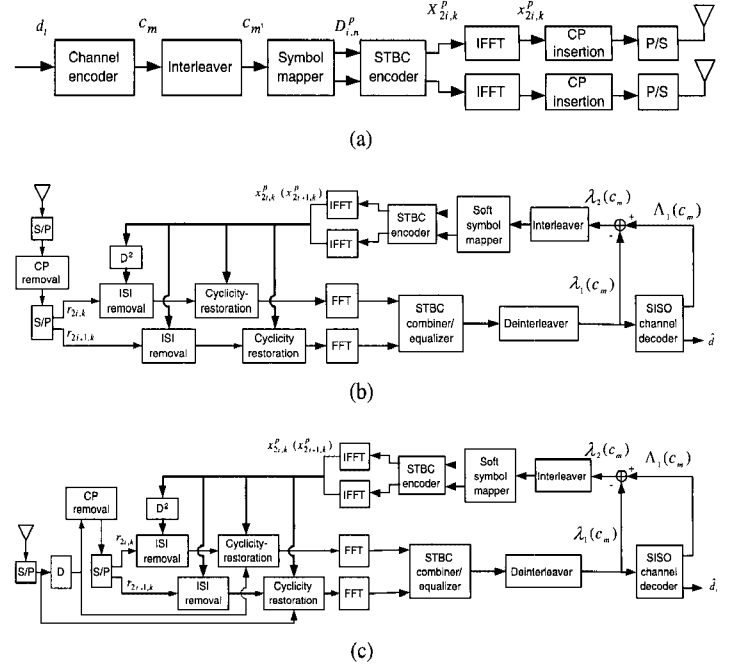 d_l
c_m
c_m'
D^p_{i,n}
X^p_{2i,k}
x^p_{2i,k}
Channel encoder
Interleaver
Symbol mapper
STBC encoder
IFFT
CP insertion
P/S
IFFT
CP insertion
P/S
(a)
x^p_{2i,k} (x^p_{2i+1,k})
λ_2(c_m)
Λ_1(c_m)
IFFT
IFFT
STBC encoder
Soft symbol mapper
Interleaver
+
-
S/P
CP removal
D²
λ_1(c_m)
S/P
r_{2i,k}
r_{2i+1,k}
ISI removal
Cyclicity-restoration
FFT
ISI removal
Cyclicity restoration
FFT
STBC combiner/ equalizer
Deinterleaver
SISO channel decoder
d̂
(b)
x^p_{2i,k} (x^p_{2i+1,k})
λ_2(c_m)
Λ_1(c_m)
IFFT
IFFT
STBC encoder
Soft symbol mapper
Interleaver
+
-
CP removal
D²
λ_1(c_m)
S/P
D
S/P
r_{2i,k}
r_{2i+1,k}
ISI removal
Cyclicity-restoration
FFT
ISI removal
Cyclicity restoration
FFT
STBC combiner/ equalizer
Deinterleaver
SISO channel decoder
d̂_i
(c)